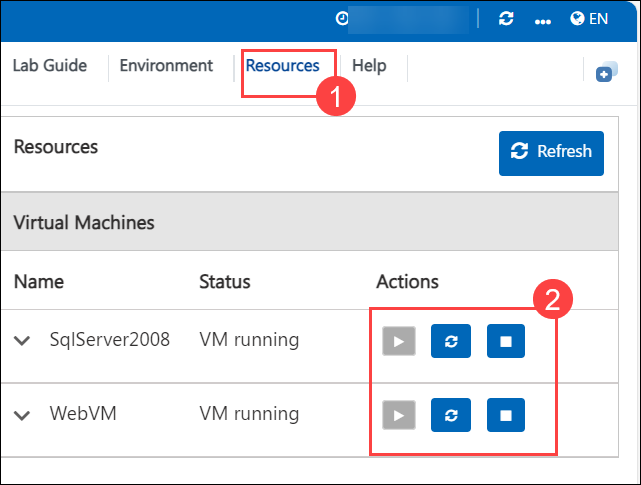 EN
Lab Guide Environment Resources Help
1
Resources Refresh
Virtual Machines
Name Status Actions
2
SqlServer2008 VM running
WebVM VM running